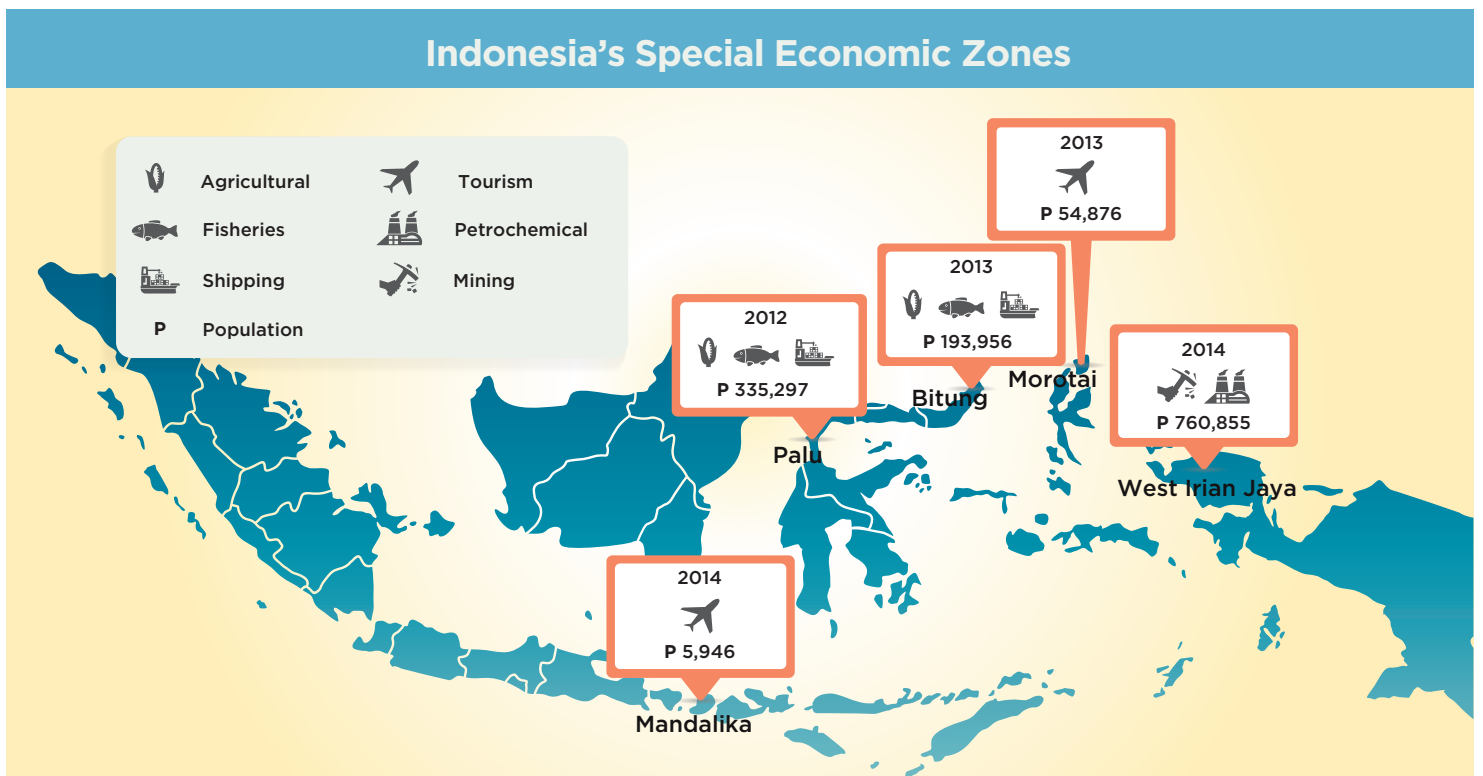 Indonesia’s Special Economic Zones
Agricultural
Tourism
Fisheries
Petrochemical
Shipping
Mining
P Population
2013
P 54,876
Morotai
2013
P 193,956
Bitung
2012
P 335,297
Palu
2014
P 760,855
West Irian Jaya
2014
P 5,946
Mandalika